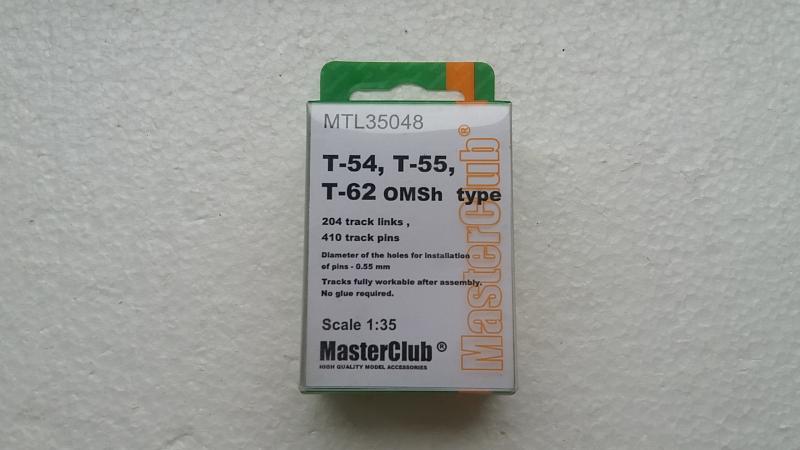 MTL35048
T-54, T-55,
T-62 OMSh type
204 track links ,
410 track pins
Diameter of the holes for installation
of pins - 0.55 mm
Tracks fully workable after assembly.
No glue required.
Scale 1:35
MasterClub ®
HIGH QUALITY MODEL ACCESSORIES
MasterClub®